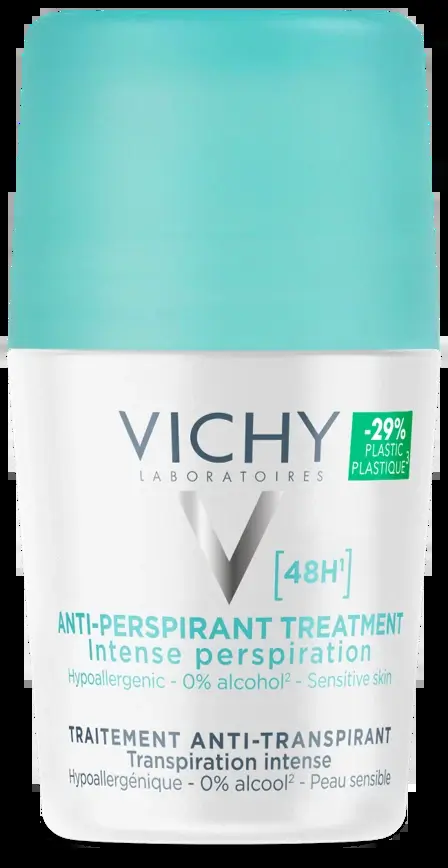 VICHY
LABORATOIRES
-29%
PLASTIC
PLASTIQUE³
V
[48H¹]
ANTI-PERSPIRANT TREATMENT
Intense perspiration
Hypoallergenic - 0% alcohol² - Sensitive skin
TRAITEMENT ANTI-TRANSPIRANT
Transpiration intense
Hypoallergénique - 0% alcool² - Peau sensible